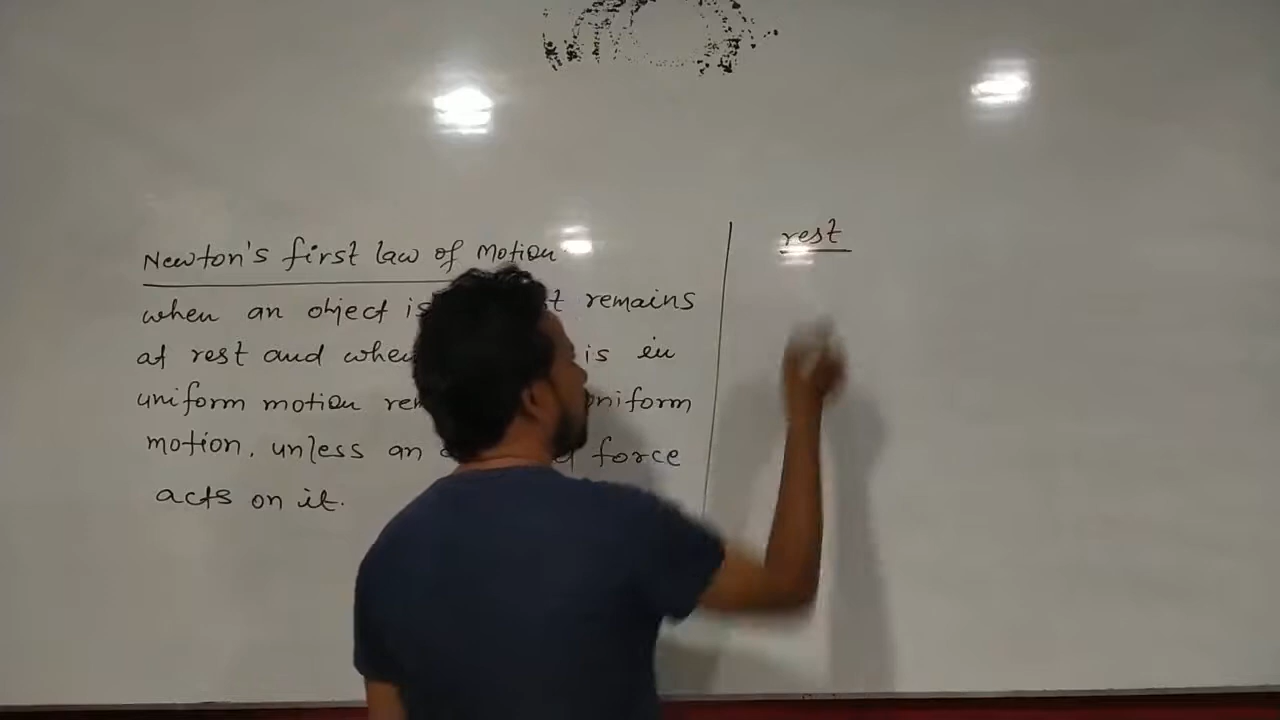 Newton's first law of Motion
when an object is remains
at rest and when is in
uniform motion uniform
motion, unless an force
acts on it.
rest